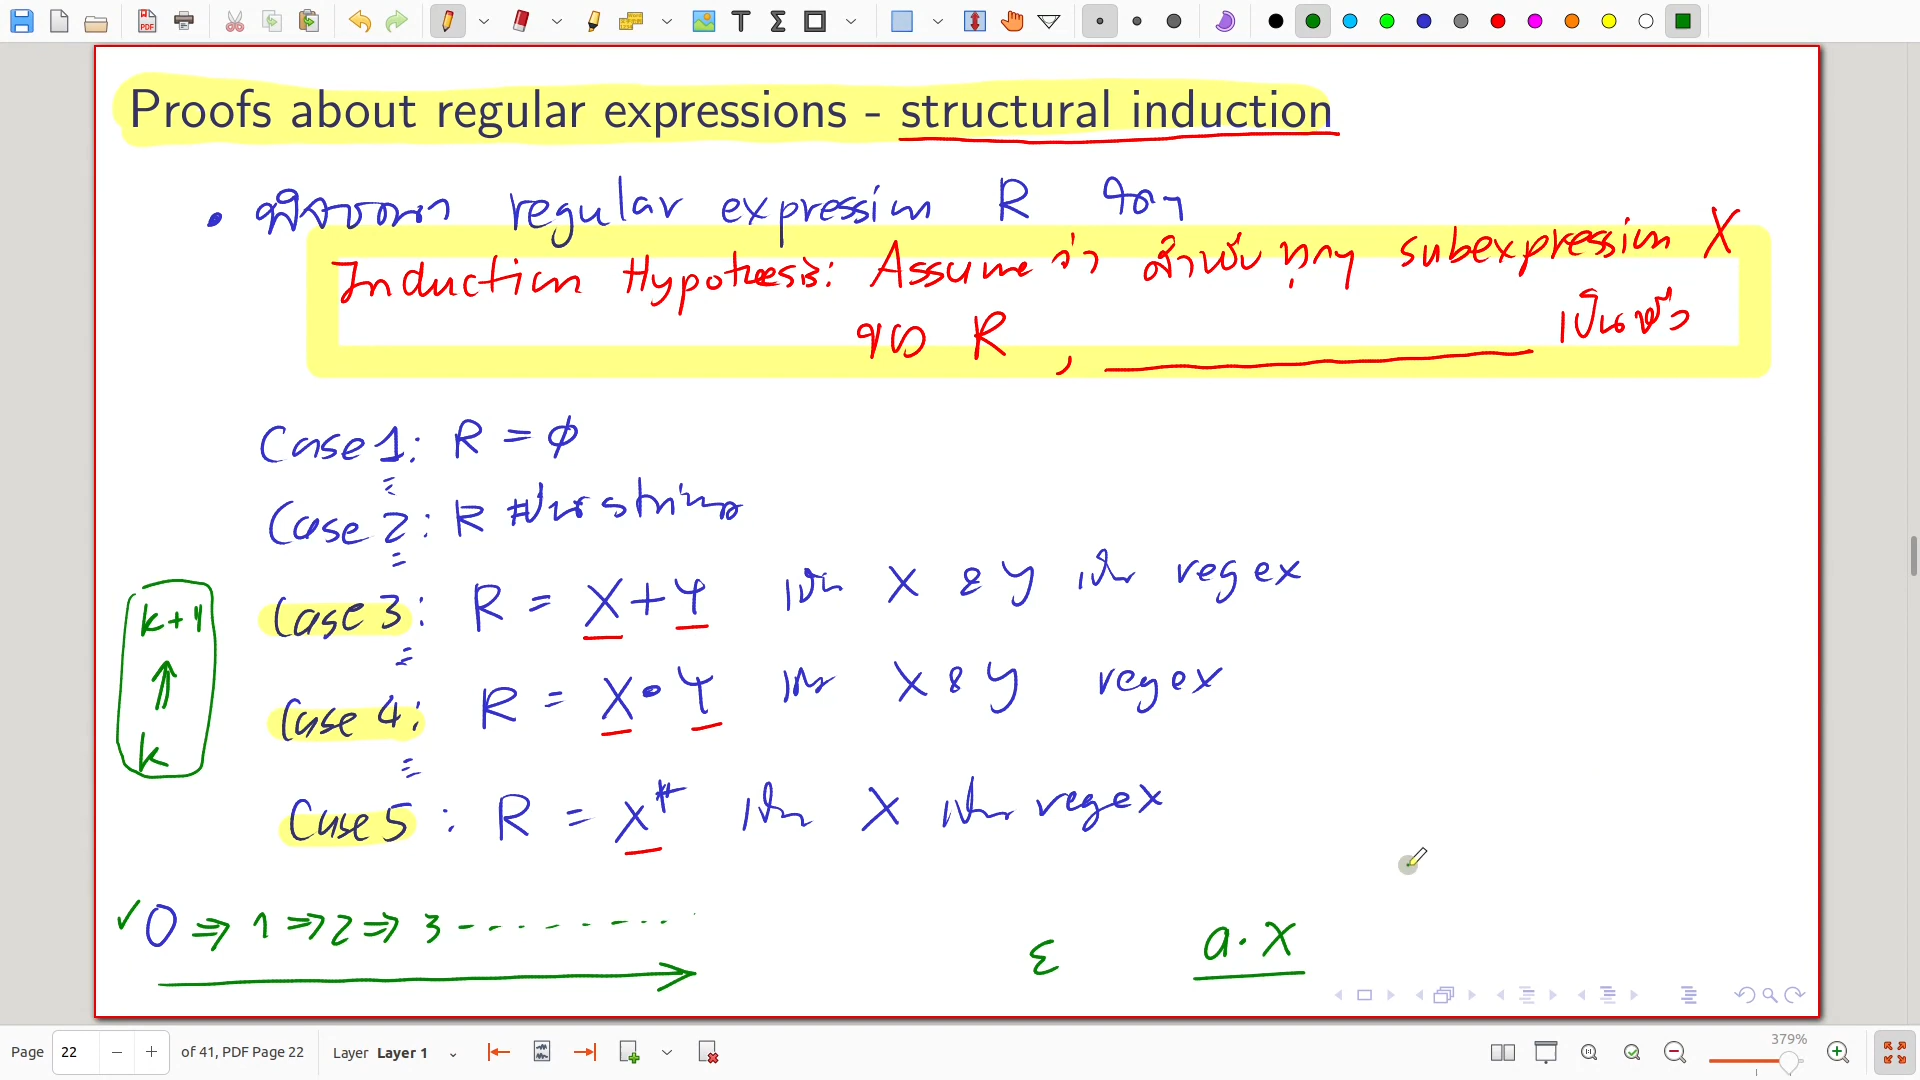 Proofs about regular expressions - structural induction
• พิจารณา regular expression R ใดๆ
Induction Hypothesis: Assume ว่า สำหรับทุกๆ subexpression X
ของ R , __________ เป็นจริง
Case 1: R = ϕ
Case 2: R เป็น string
Case 3: R = X + Y เมื่อ X & Y เป็น regex
Case 4: R = X • Y เมื่อ X & Y regex
Case 5: R = X* เมื่อ X เป็น regex
k+1
⇑
k
✓ 0 ⇒ 1 ⇒ 2 ⇒ 3 ---------
ε a·X
Page 22 of 41, PDF Page 22 Layer Layer 1 379%